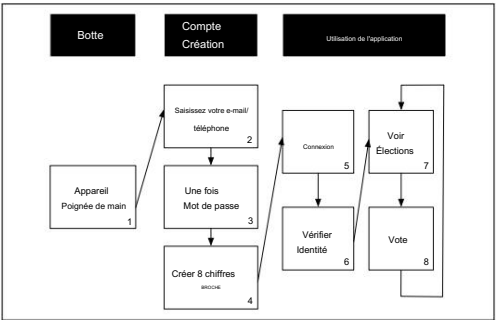 Botte
Compte
Création
Utilisation de l'application
Appareil
Poignée de main
1
Saisissez votre e-mail/
téléphone
2
Une fois
Mot de passe
3
Créer 8 chiffres
BROCHE
4
Connexion
5
Vérifier
Identité
6
Voir
Élections
7
Vote
8